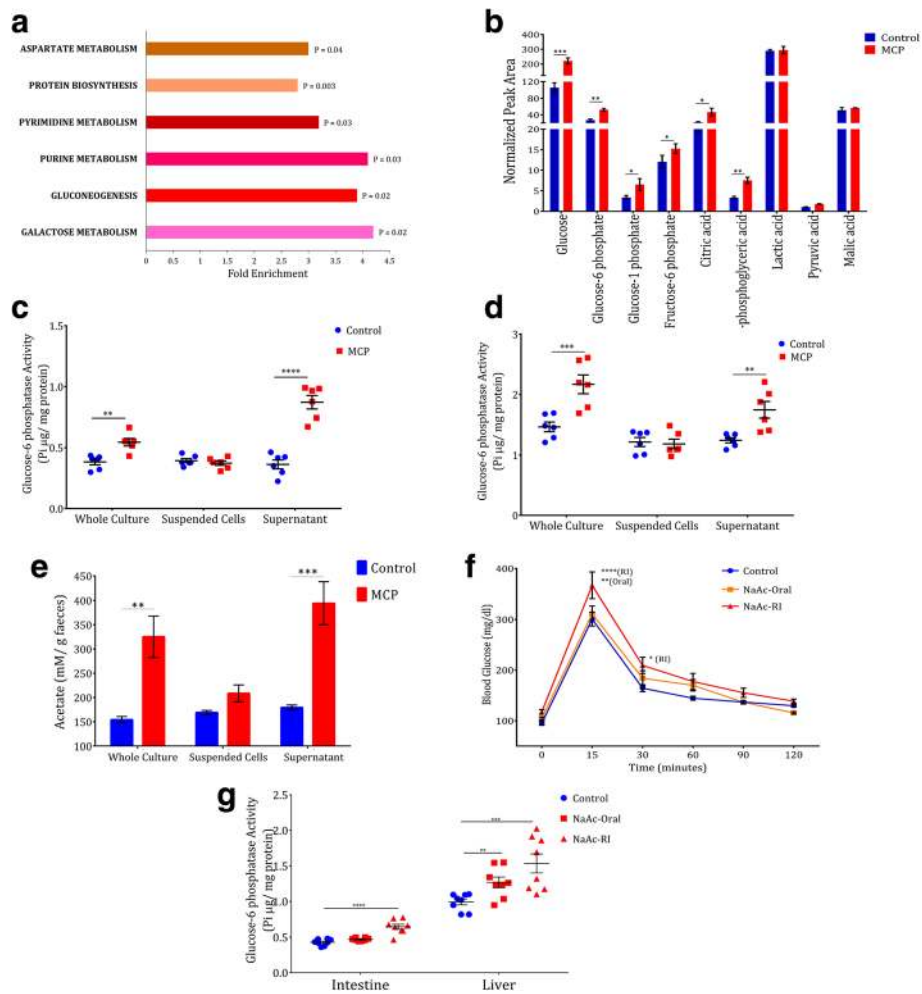 a
ASPARTATE METABOLISM
P = 0.04
PROTEIN BIOSYNTHESIS
P = 0.003
PYRIMIDINE METABOLISM
P = 0.03
PURINE METABOLISM
P = 0.03
GLUCONEOGENESIS
P = 0.02
GALACTOSE METABOLISM
P = 0.02
0 0.5 1 1.5 2 2.5 3 3.5 4 4.5
Fold Enrichment
b
Control
MCP
Normalized Peak Area
400
300
200
120
80
40
20
15
10
5
0
***
**
*
*
*
**
Glucose
Glucose-6 phosphate
Glucose-1 phosphate
Fructose-6 phosphate
Citric acid
-phosphoglyceric acid
Lactic acid
Pyruvic acid
Malic acid
c
Control
MCP
Glucose-6 phosphatase Activity
(Pi µg/ mg protein)
1.5
1.0
0.5
0.0
**
****
Whole Culture Suspended Cells Supernatant
d
Control
MCP
Glucose-6 phosphatase Activity
(Pi µg/ mg protein)
3
2
1
0
***
**
Whole Culture Suspended Cells Supernatant
e
Control
MCP
Acetate (mM/ g faeces)
450
400
350
300
250
200
150
100
**
***
Whole Culture Suspended Cells Supernatant
f
Control
NaAc-Oral
NaAc-RI
Blood Glucose (mg/dl)
400
300
200
100
****(RI)
**(Oral)
* (RI)
0 15 30 60 90 120
Time (minutes)
g
Control
NaAc-Oral
NaAc-RI
Glucose-6 phosphatase Activity
(Pi µg/ mg protein)
2.5
2.0
1.5
1.0
0.5
0.0
****
**
***
Intestine Liver